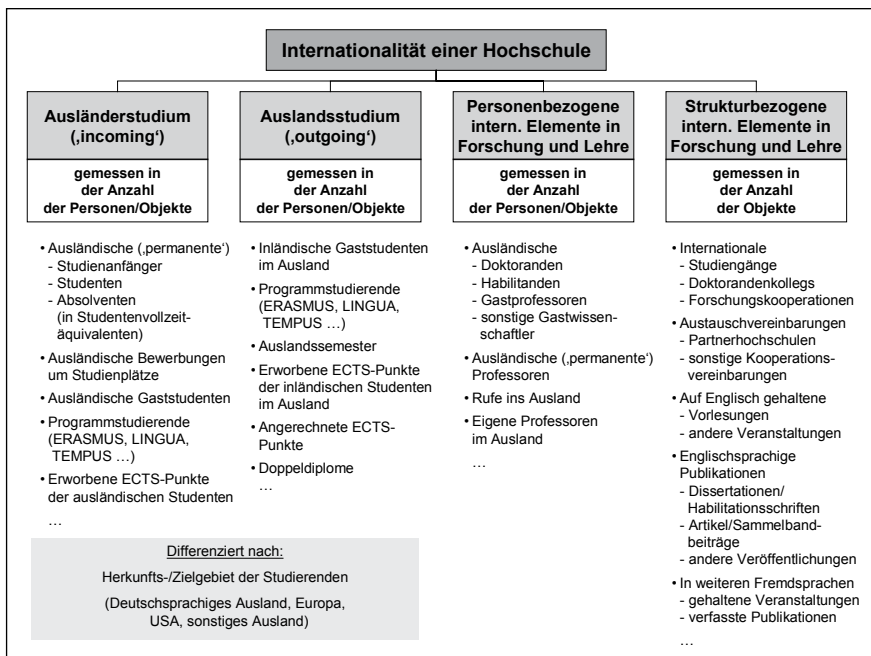 Internationalität einer Hochschule
Ausländerstudium
(‚incoming‘)
gemessen in
der Anzahl
der Personen/Objekte
• Ausländische (‚permanente‘)
- Studienanfänger
- Studenten
- Absolventen
(in Studentenvollzeit-
äquivalenten)
• Ausländische Bewerbungen
um Studienplätze
• Ausländische Gaststudenten
• Programmstudierende
(ERASMUS, LINGUA,
TEMPUS …)
• Erworbene ECTS-Punkte
der ausländischen Studenten
…
Auslandsstudium
(‚outgoing‘)
gemessen in
der Anzahl
der Personen/Objekte
• Inländische Gaststudenten
im Ausland
• Programmstudierende
(ERASMUS, LINGUA,
TEMPUS …)
• Auslandssemester
• Erworbene ECTS-Punkte
der inländischen Studenten
im Ausland
• Angerechnete ECTS-
Punkte
• Doppeldiplome
…
Differenziert nach:
Herkunfts-/Zielgebiet der Studierenden
(Deutschsprachiges Ausland, Europa,
USA, sonstiges Ausland)
Personenbezogene
intern. Elemente in
Forschung und Lehre
gemessen in
der Anzahl
der Personen/Objekte
• Ausländische
- Doktoranden
- Habilitanden
- Gastprofessoren
- sonstige Gastwissen-
schaftler
• Ausländische (‚permanente‘)
Professoren
• Rufe ins Ausland
• Eigene Professoren
im Ausland
…
Strukturbezogene
intern. Elemente in
Forschung und Lehre
gemessen in
der Anzahl
der Objekte
• Internationale
- Studiengänge
- Doktorandenkollegs
- Forschungskooperationen
• Austauschvereinbarungen
- Partnerhochschulen
- sonstige Kooperations-
vereinbarungen
• Auf Englisch gehaltene
- Vorlesungen
- andere Veranstaltungen
• Englischsprachige
Publikationen
- Dissertationen/
Habilitationsschriften
- Artikel/Sammelband-
beiträge
- andere Veröffentlichungen
• In weiteren Fremdsprachen
- gehaltene Veranstaltungen
- verfasste Publikationen
…